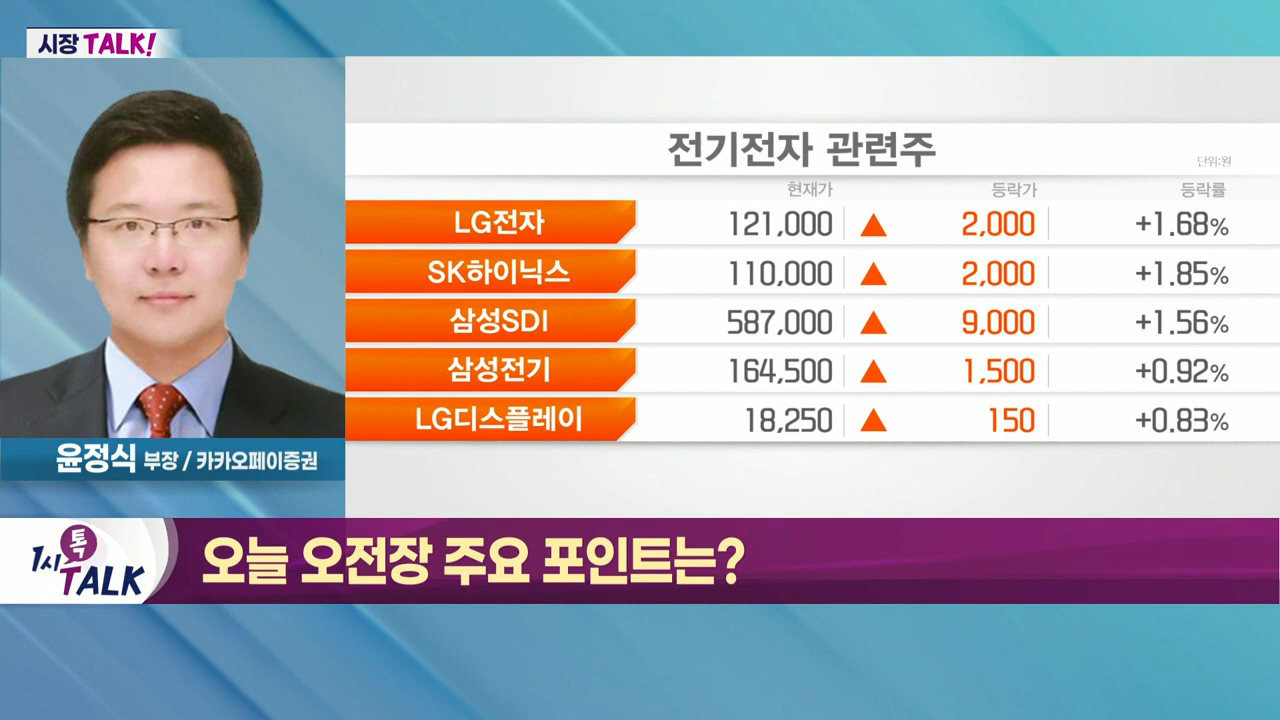 시장 TALK!
전기전자 관련주
단위:원
현재가 등락가 등락률
LG전자 121,000 ▲ 2,000 +1.68%
SK하이닉스 110,000 ▲ 2,000 +1.85%
삼성SDI 587,000 ▲ 9,000 +1.56%
삼성전기 164,500 ▲ 1,500 +0.92%
LG디스플레이 18,250 ▲ 150 +0.83%
윤정식 부장 / 카카오페이증권
1시 톡 TALK
오늘 오전장 주요 포인트는?